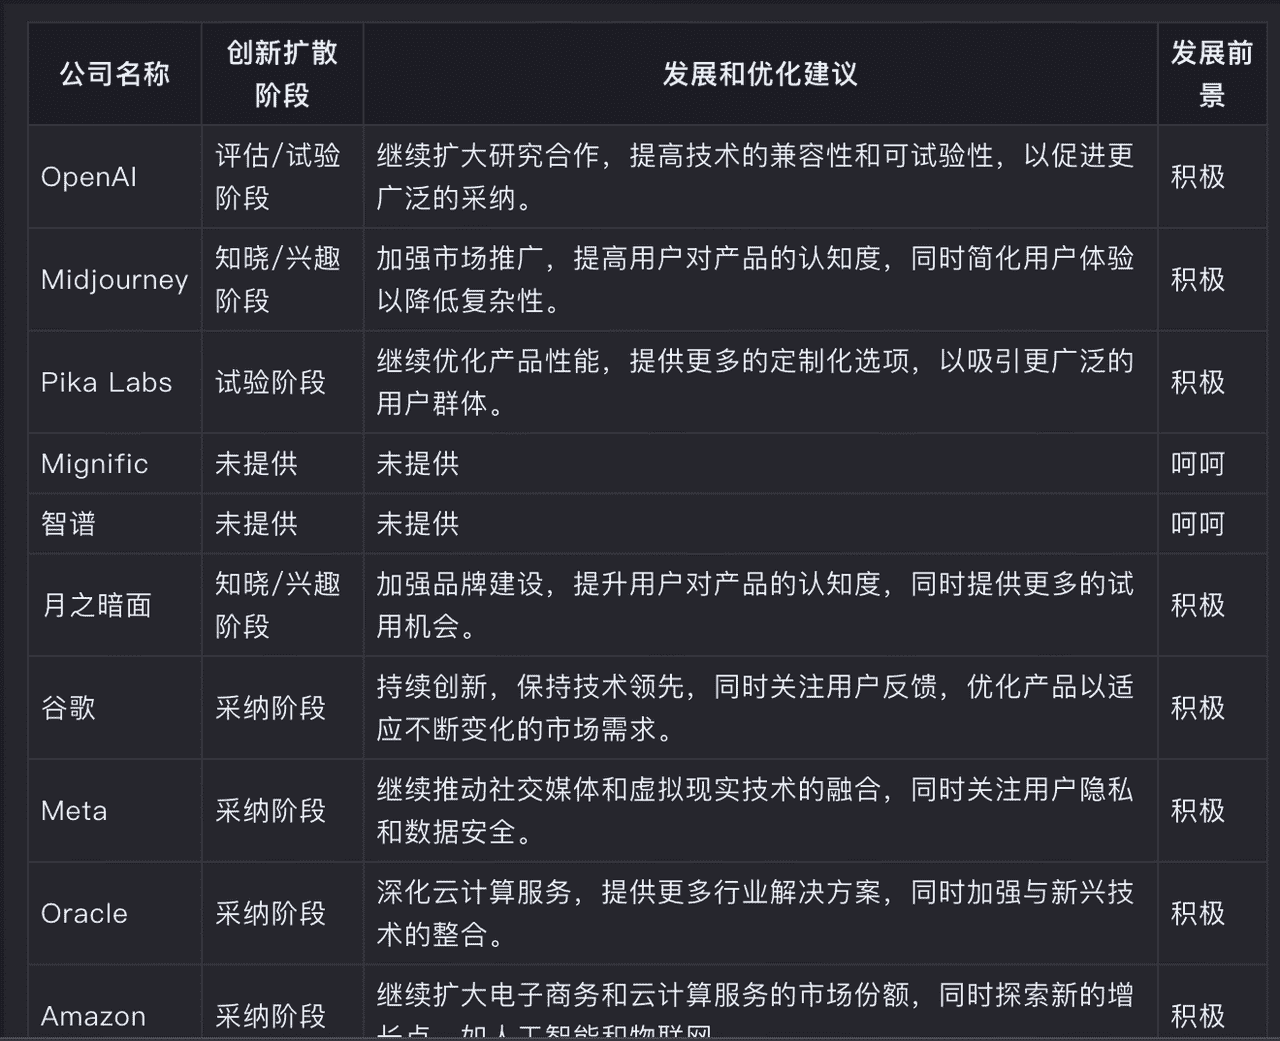 公司名称
创新扩散
阶段
发展和优化建议
发展前
景
OpenAI
评估/试验
阶段
继续扩大研究合作，提高技术的兼容性和可试验性，以促进更
广泛的采纳。
积极
Midjourney
知晓/兴趣
阶段
加强市场推广，提高用户对产品的认知度，同时简化用户体验
以降低复杂性。
积极
Pika Labs
试验阶段
继续优化产品性能，提供更多的定制化选项，以吸引更广泛的
用户群体。
积极
Mignific
未提供
未提供
呵呵
智谱
未提供
未提供
呵呵
月之暗面
知晓/兴趣
阶段
加强品牌建设，提升用户对产品的认知度，同时提供更多的试
用机会。
积极
谷歌
采纳阶段
持续创新，保持技术领先，同时关注用户反馈，优化产品以适
应不断变化的市场需求。
积极
Meta
采纳阶段
继续推动社交媒体和虚拟现实技术的融合，同时关注用户隐私
和数据安全。
积极
Oracle
采纳阶段
深化云计算服务，提供更多行业解决方案，同时加强与新兴技
术的整合。
积极
Amazon
采纳阶段
继续扩大电子商务和云计算服务的市场份额，同时探索新的增
长点，如人工智能和物联网
积极